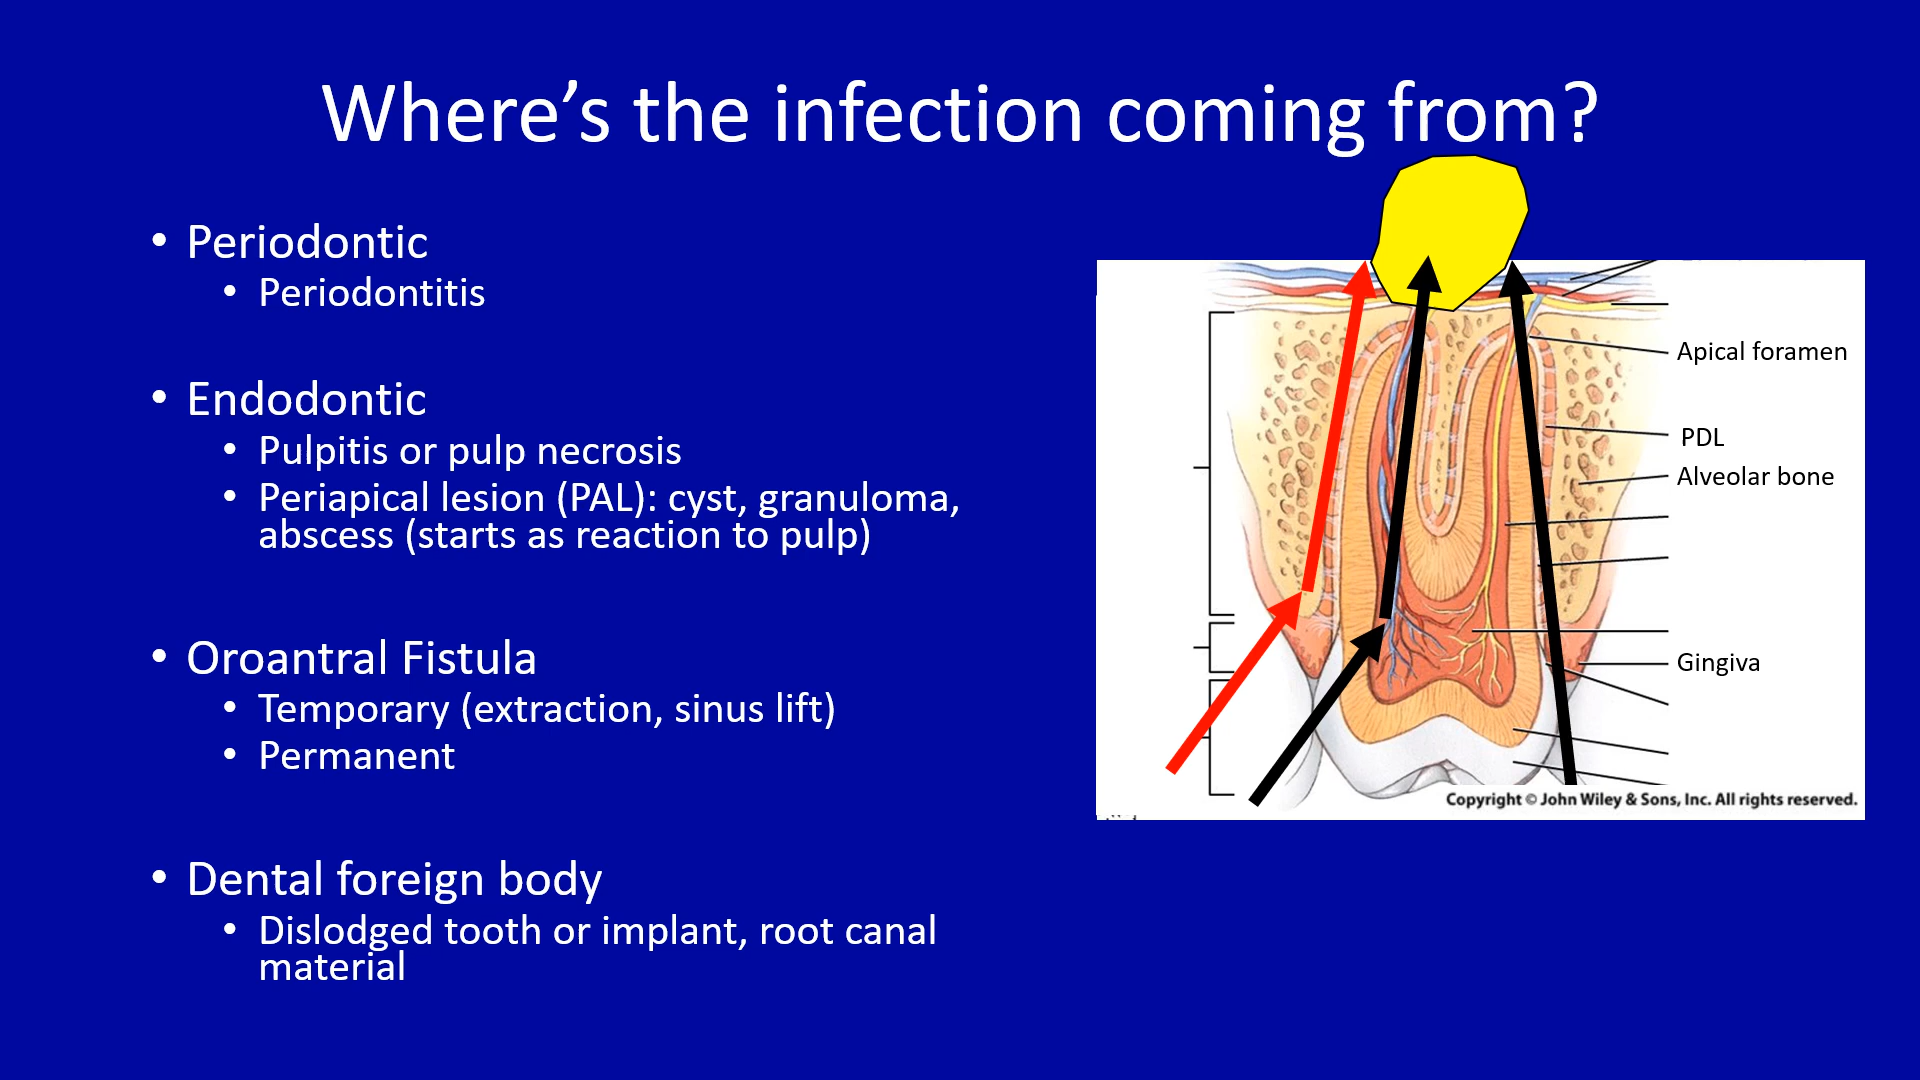 Where’s the infection coming from?
• Periodontic
• Periodontitis
• Endodontic
• Pulpitis or pulp necrosis
• Periapical lesion (PAL): cyst, granuloma,
abscess (starts as reaction to pulp)
• Oroantral Fistula
• Temporary (extraction, sinus lift)
• Permanent
• Dental foreign body
• Dislodged tooth or implant, root canal
material
Apical foramen
PDL
Alveolar bone
Gingiva
Copyright © John Wiley & Sons, Inc. All rights reserved.